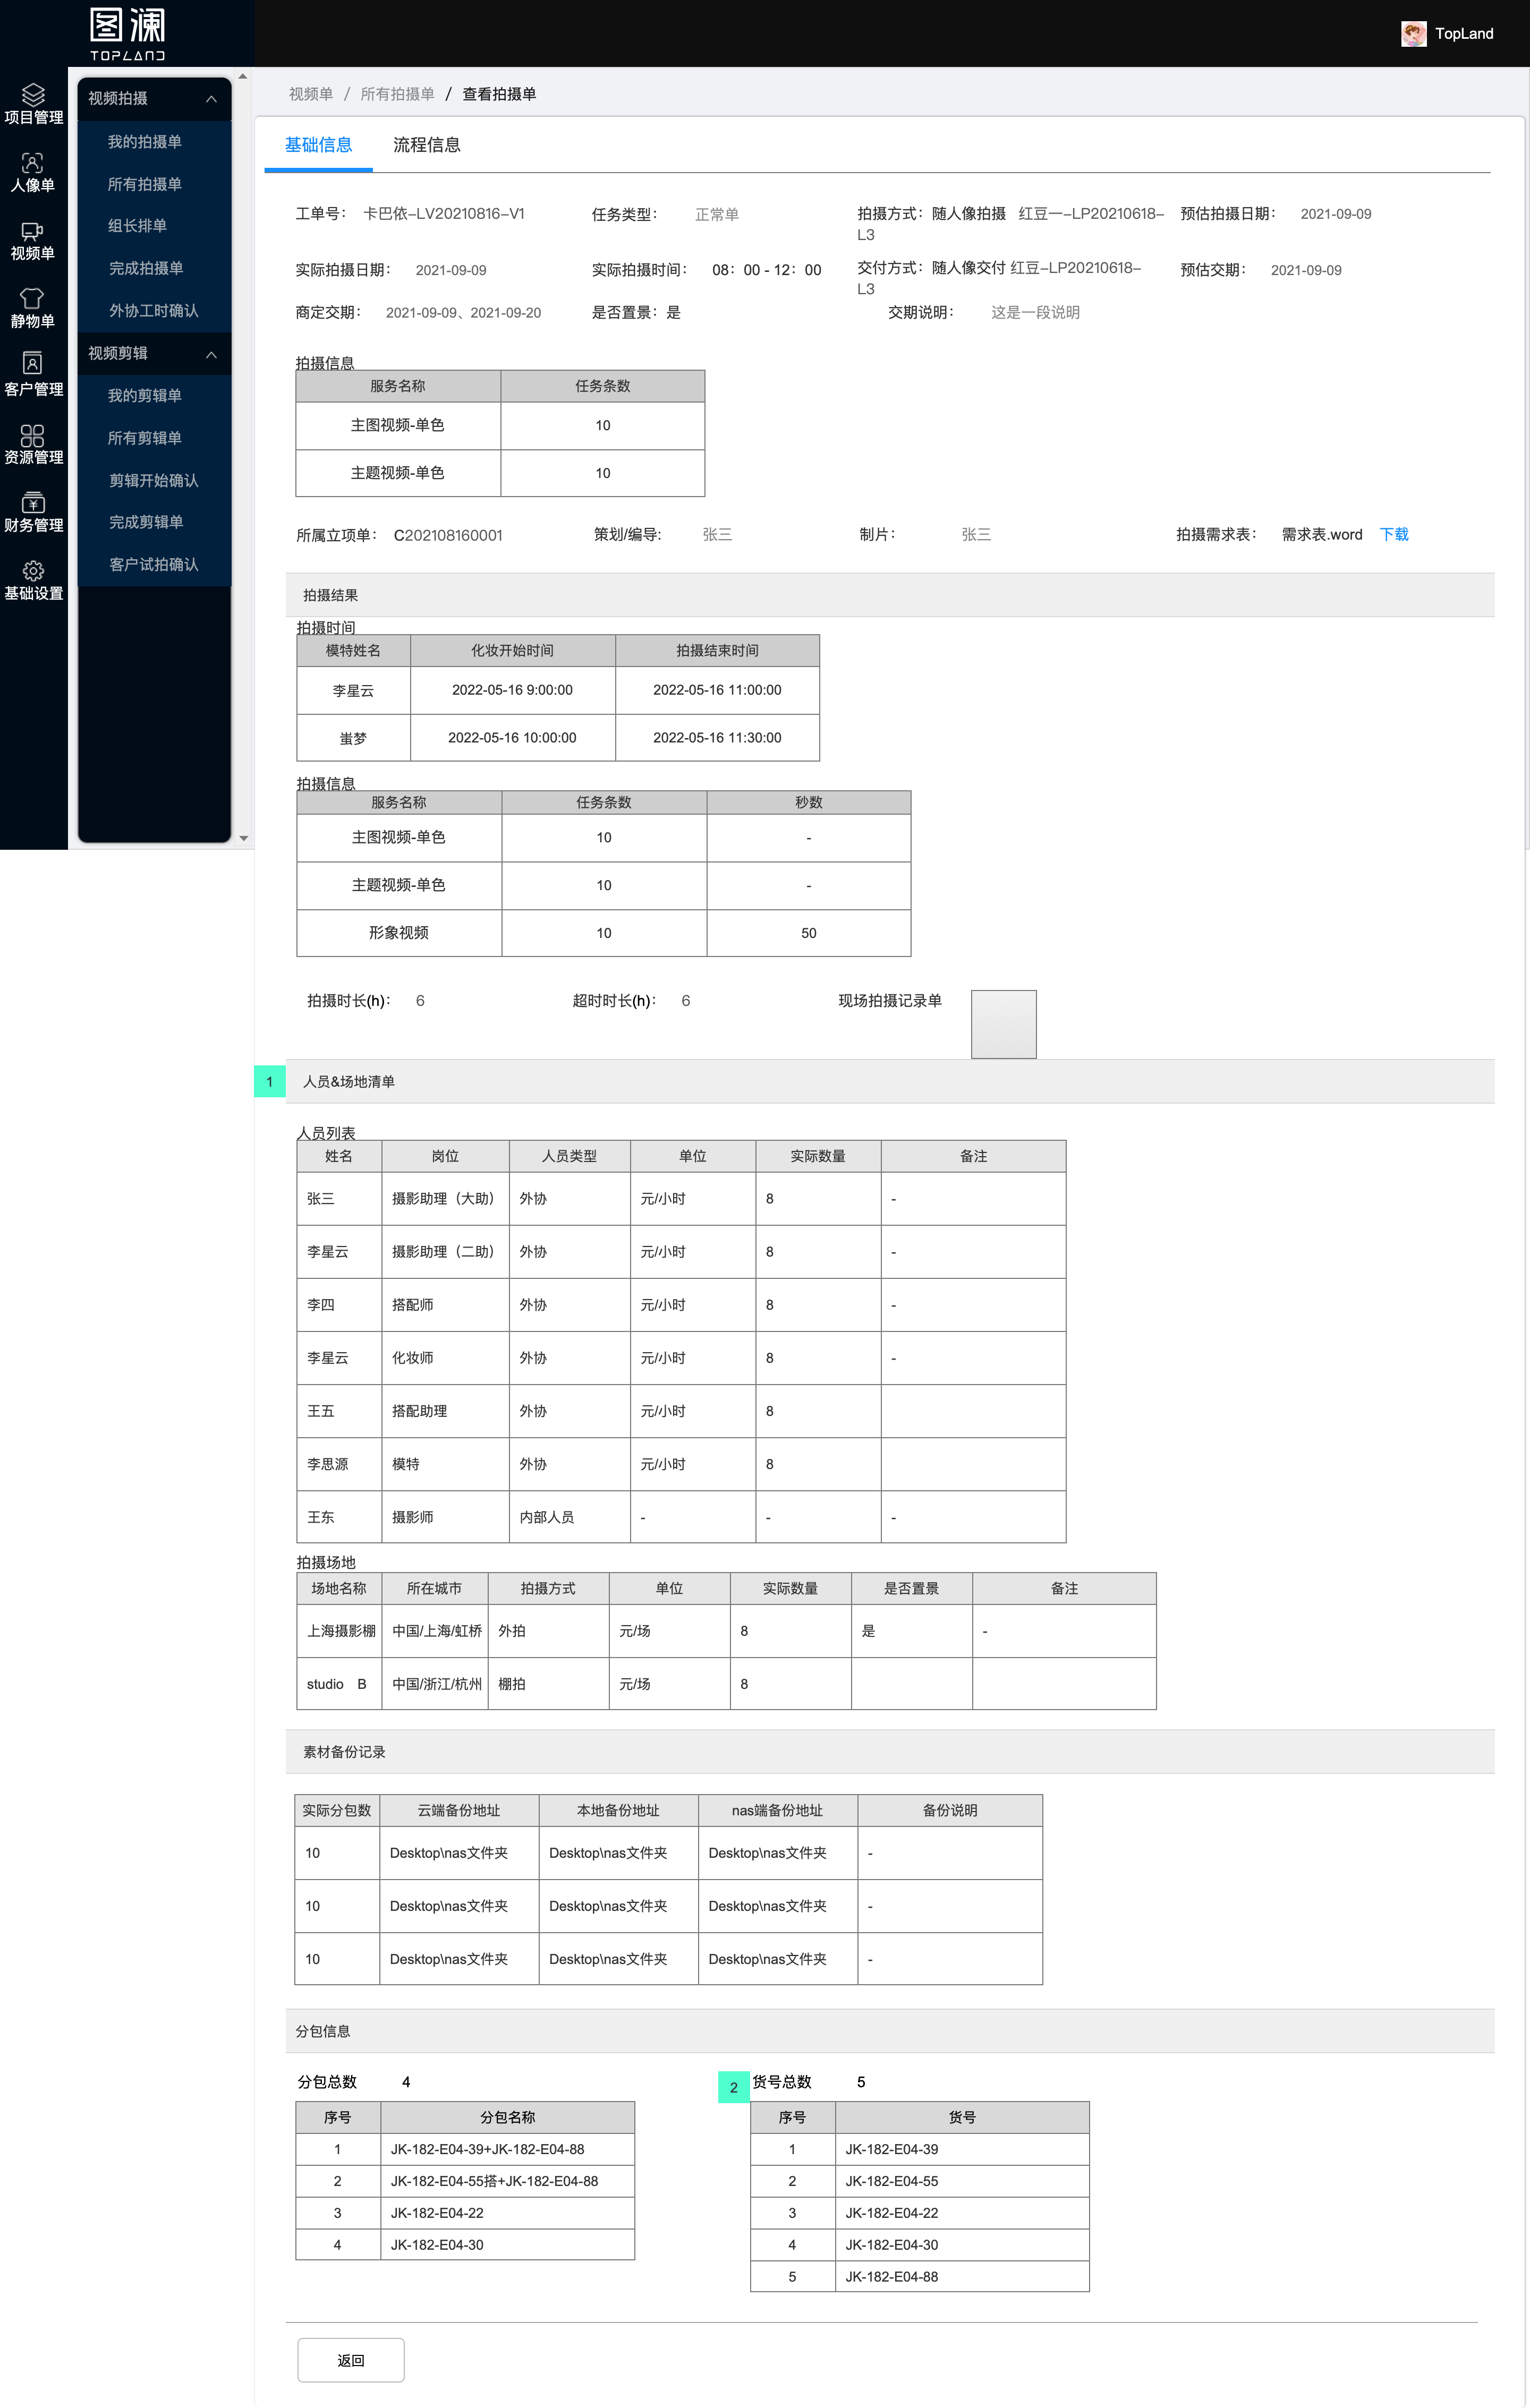 图澜
TOPLAND
TopLand
项目管理
人像单
视频单
静物单
客户管理
资源管理
财务管理
基础设置
视频拍摄
我的拍摄单
所有拍摄单
组长排单
完成拍摄单
外协工时确认
视频剪辑
我的剪辑单
所有剪辑单
剪辑开始确认
完成剪辑单
客户试拍确认
视频单 / 所有拍摄单 / 查看拍摄单
基础信息 流程信息
工单号： 卡巴依–LV20210816–V1 任务类型： 正常单 拍摄方式：随人像拍摄 红豆一–LP20210618–L3 预估拍摄日期： 2021-09-09
实际拍摄日期： 2021-09-09 实际拍摄时间： 08：00 - 12：00 交付方式：随人像交付 红豆–LP20210618–L3 预估交期： 2021-09-09
商定交期： 2021-09-09、2021-09-20 是否置景：是 交期说明： 这是一段说明
拍摄信息
服务名称 任务条数
主图视频-单色 10
主题视频-单色 10
所属立项单： C202108160001 策划/编导: 张三 制片： 张三 拍摄需求表： 需求表.word 下载
拍摄结果
拍摄时间
模特姓名 化妆开始时间 拍摄结束时间
李星云 2022-05-16 9:00:00 2022-05-16 11:00:00
蚩梦 2022-05-16 10:00:00 2022-05-16 11:30:00
拍摄信息
服务名称 任务条数 秒数
主图视频-单色 10 -
主题视频-单色 10 -
形象视频 10 50
拍摄时长(h)： 6 超时时长(h)： 6 现场拍摄记录单
1 人员&场地清单
人员列表
姓名 岗位 人员类型 单位 实际数量 备注
张三 摄影助理（大助） 外协 元/小时 8 -
李星云 摄影助理（二助） 外协 元/小时 8 -
李四 搭配师 外协 元/小时 8 -
李星云 化妆师 外协 元/小时 8 -
王五 搭配助理 外协 元/小时 8
李思源 模特 外协 元/小时 8
王东 摄影师 内部人员 - - -
拍摄场地
场地名称 所在城市 拍摄方式 单位 实际数量 是否置景 备注
上海摄影棚 中国/上海/虹桥 外拍 元/场 8 是 -
studio B 中国/浙江/杭州 棚拍 元/场 8
素材备份记录
实际分包数 云端备份地址 本地备份地址 nas端备份地址 备份说明
10 Desktop\nas文件夹 Desktop\nas文件夹 Desktop\nas文件夹 -
10 Desktop\nas文件夹 Desktop\nas文件夹 Desktop\nas文件夹 -
10 Desktop\nas文件夹 Desktop\nas文件夹 Desktop\nas文件夹 -
分包信息
分包总数 4
序号 分包名称
1 JK-182-E04-39+JK-182-E04-88
2 JK-182-E04-55搭+JK-182-E04-88
3 JK-182-E04-22
4 JK-182-E04-30
2 货号总数 5
序号 货号
1 JK-182-E04-39
2 JK-182-E04-55
3 JK-182-E04-22
4 JK-182-E04-30
5 JK-182-E04-88
返回